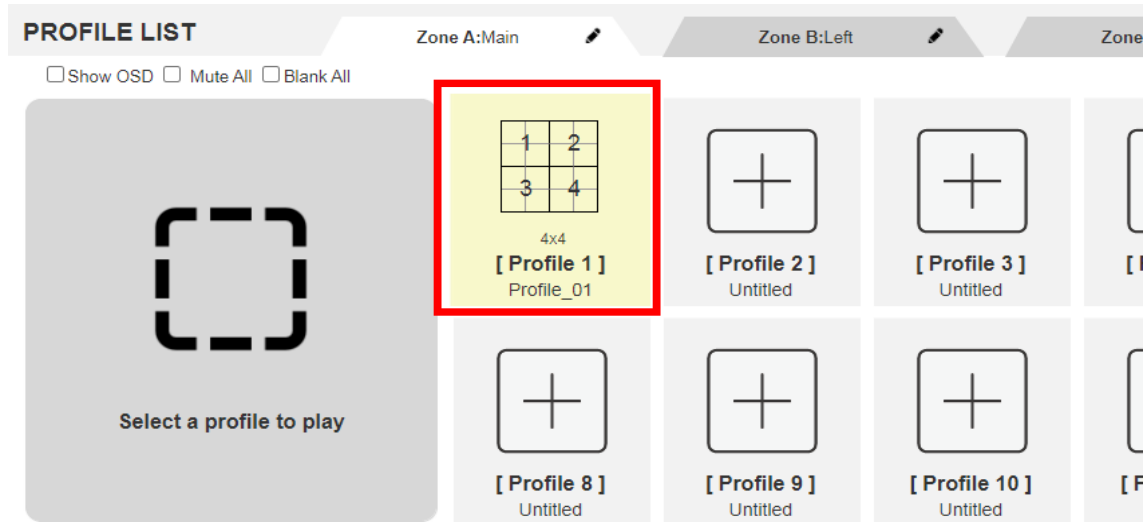 PROFILE LIST
Zone A:Main
Zone B:Left
Zone
Show OSD Mute All Blank All
1 2
3 4
4x4
[ Profile 1 ]
Profile_01
[ Profile 2 ]
Untitled
[ Profile 3 ]
Untitled
[
Select a profile to play
[ Profile 8 ]
Untitled
[ Profile 9 ]
Untitled
[ Profile 10 ]
Untitled
[